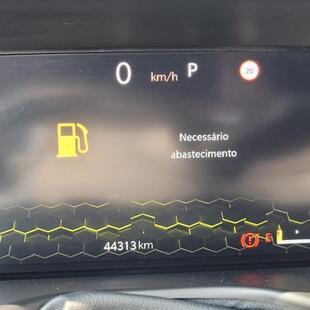 0 km/h P 20
Necessário
abastecimento
44313 km
E